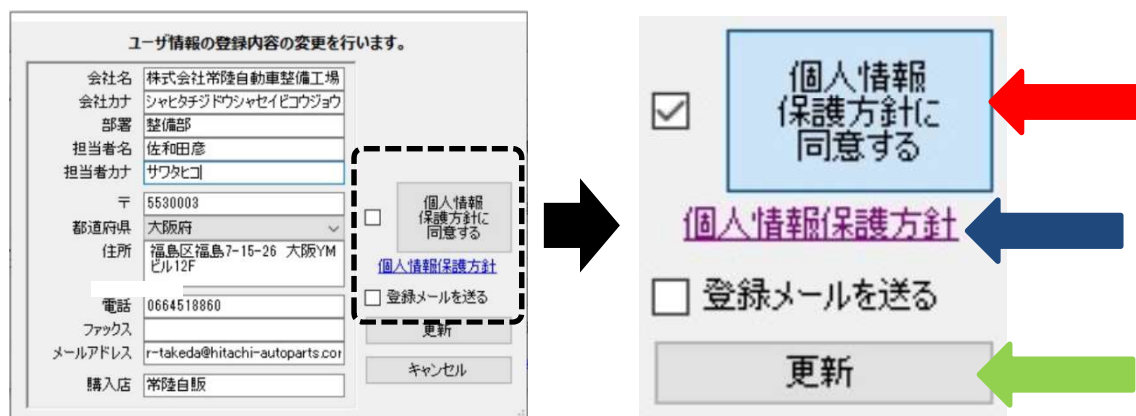 ユーザ情報の登録内容の変更を行います。
会社名 株式会社常陸自動車整備工場
会社カナ シャヒタチジドウシャセイビコウジョウ
部署 整備部
担当者名 佐和田彦
担当者カナ サワタヒコ
〒 5530003
都道府県 大阪府
住所 福島区福島7-15-26 大阪YM
ビル12F
電話 0664518860
ファックス
メールアドレス r-takeda@hitachi-autoparts.cor
購入店 常陸自販
個人情報
保護方針に
同意する
個人情報保護方針
登録メールを送る
更新
キャンセル
個人情報
保護方針に
同意する
個人情報保護方針
登録メールを送る
更新